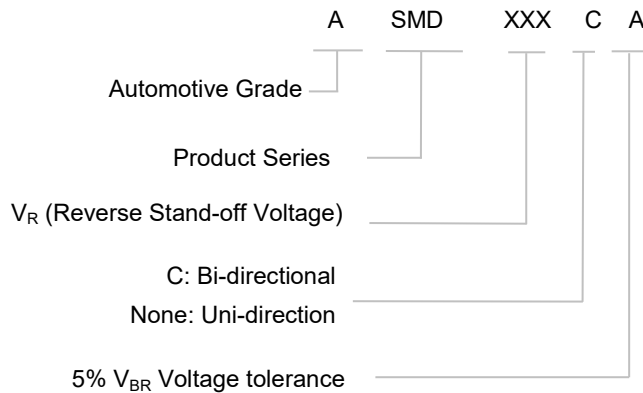 A SMD XXX C A
Automotive Grade
Product Series
VR (Reverse Stand-off Voltage)
C: Bi-directional
None: Uni-direction
5% VBR Voltage tolerance